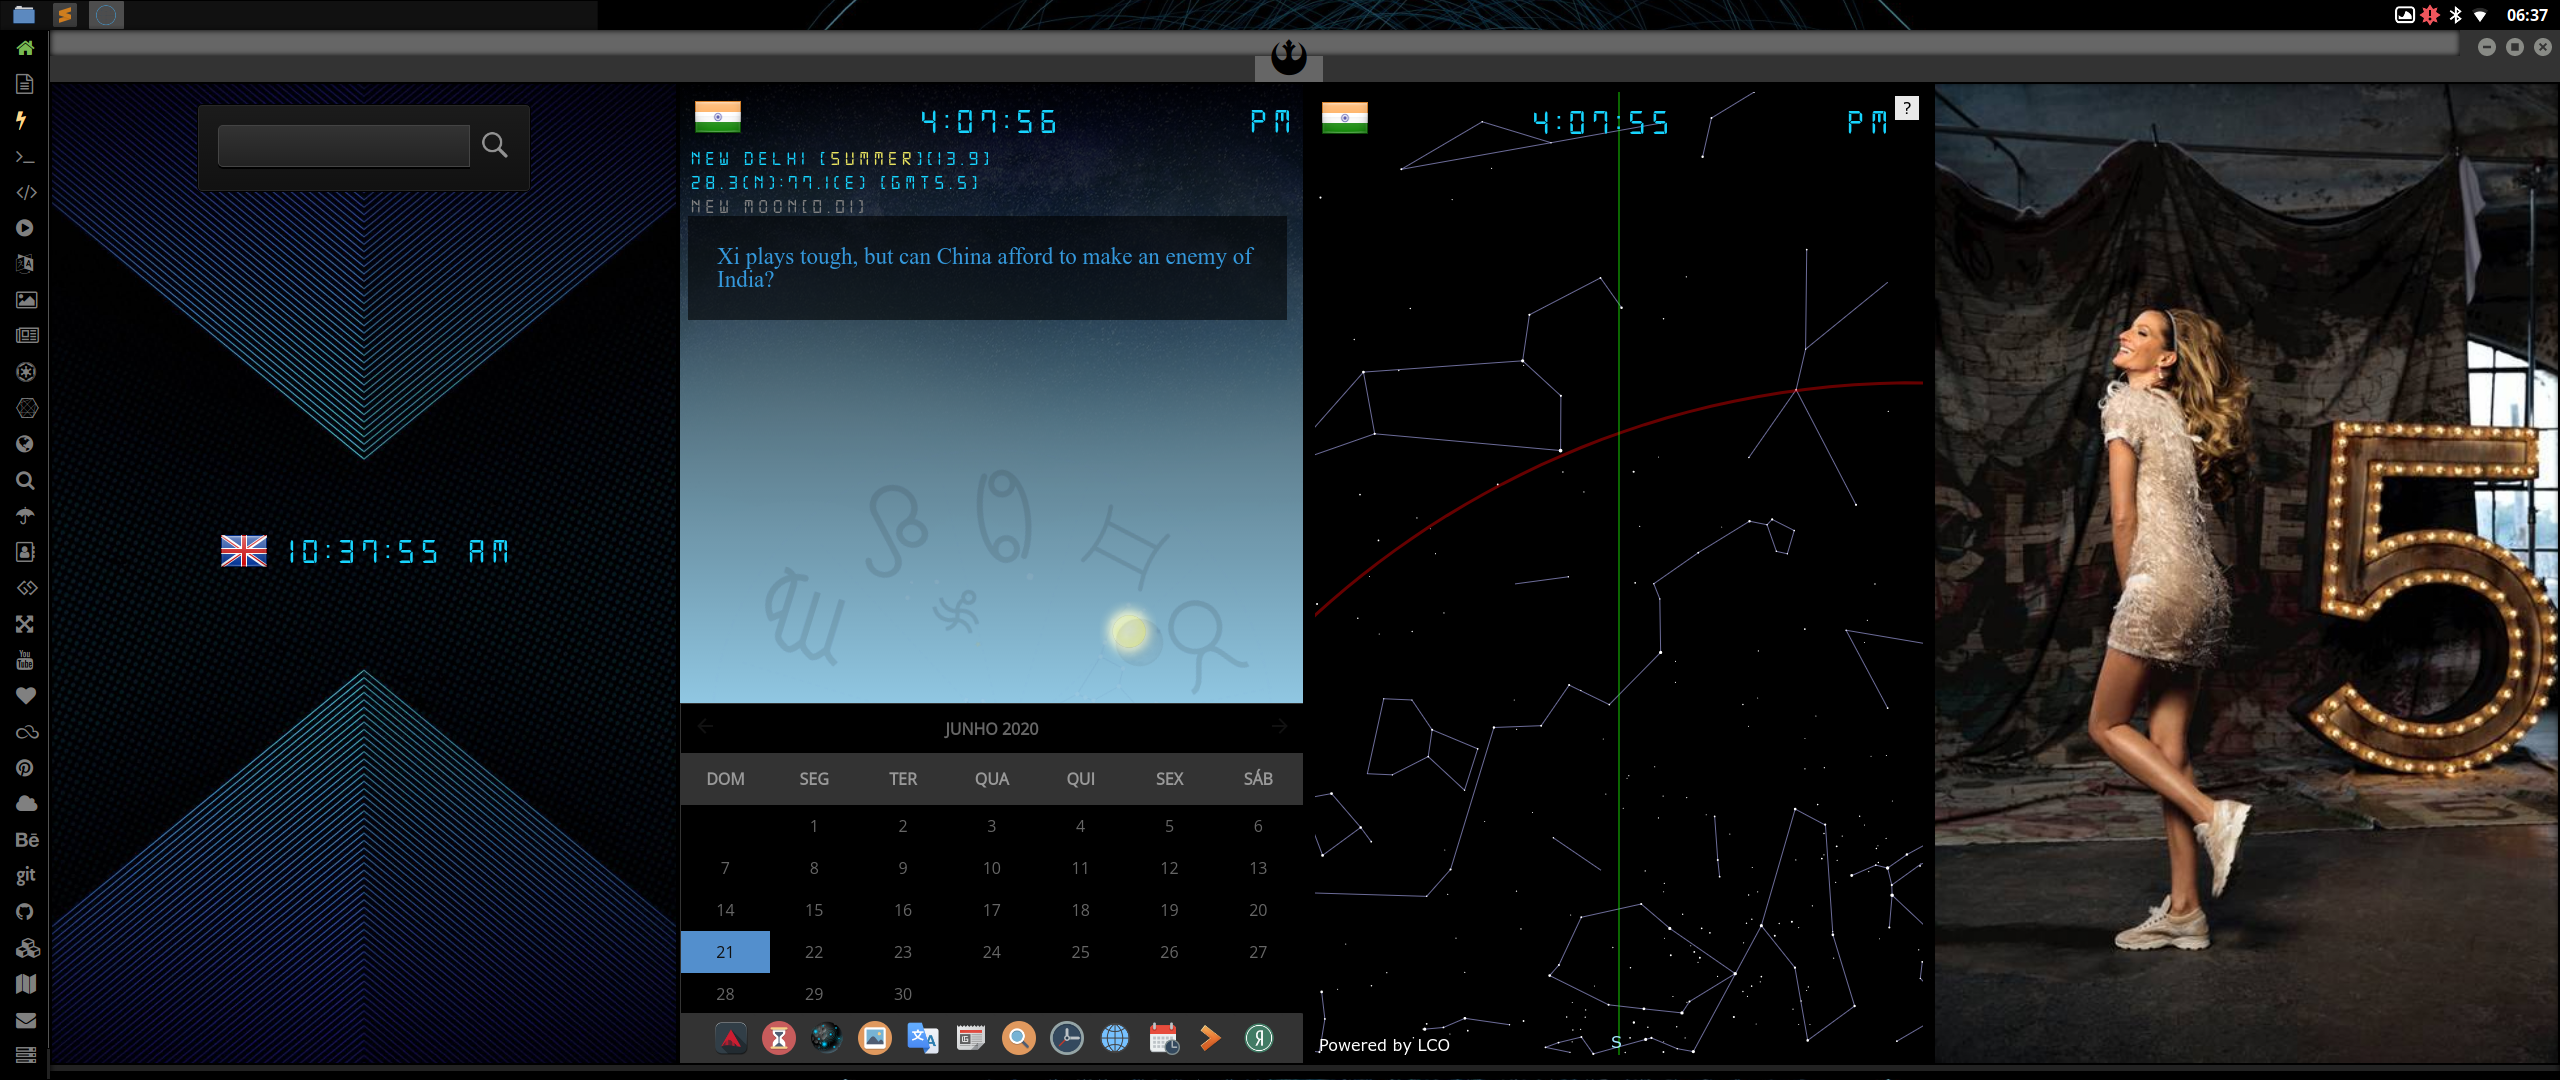 06:37
You
Tube
Bē
git
10:37:55 AM
4:07:56 PM
NEW DELHI [SUMMER][13.9]
28.3(N):77.1(E) [GMT5.5]
NEW MOON[0.01]
Xi plays tough, but can China afford to make an enemy of
India?
JUNHO 2020
DOM SEG TER QUA QUI SEX SÁB
1 2 3 4 5 6
7 8 9 10 11 12 13
14 15 16 17 18 19 20
21 22 23 24 25 26 27
28 29 30
4:07:55 PM ?
S
Powered by LCO
5